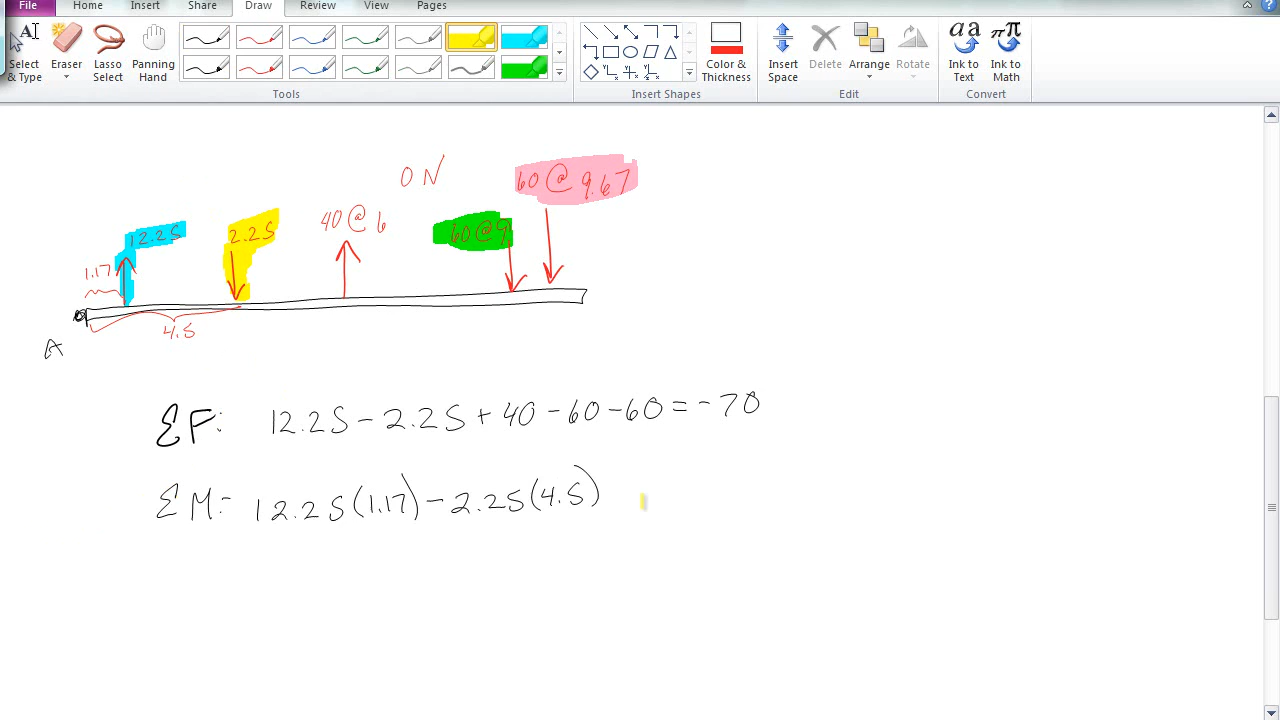 File Home Insert Share Draw Review View Pages
A
Select & Type
Eraser
Lasso Select
Panning Hand
Color & Thickness
Insert Space
Delete
Arrange
Rotate
aa Ink to Text
πi Ink to Math
Tools
Insert Shapes
Edit
Convert
ON
60 @ 9.67
12.25
2.25
40 @ 6
60 @ 9
1.17
4.5
A
ΣF: 12.25 - 2.25 + 40 - 60 - 60 = -70
ΣM: 12.25(1.17) - 2.25(4.5)